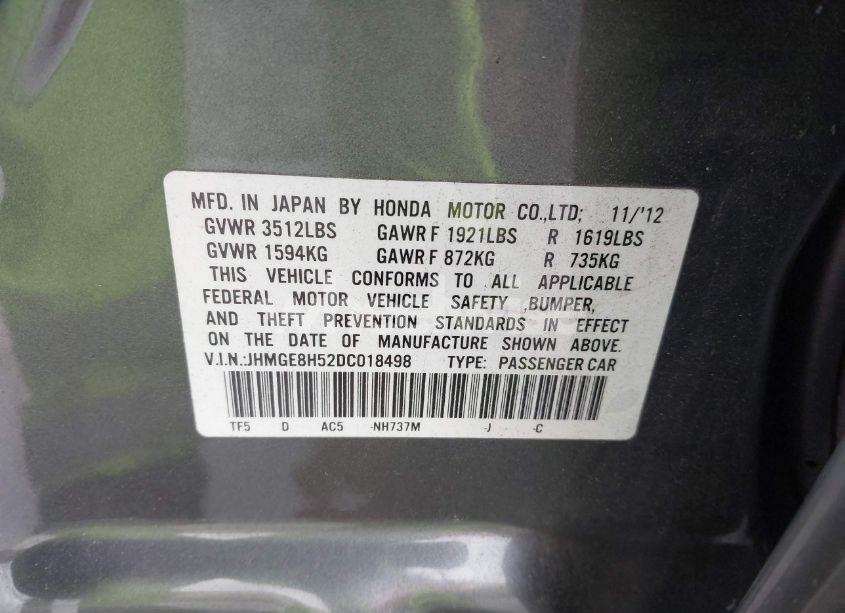 MFD. IN JAPAN BY HONDA MOTOR CO.,LTD; 11/'12
GVWR 3512LBS GAWR F 1921LBS R 1619LBS
GVWR 1594KG GAWR F 872KG R 735KG
THIS VEHICLE CONFORMS TO ALL APPLICABLE
FEDERAL MOTOR VEHICLE SAFETY ,BUMPER,
AND THEFT PREVENTION STANDARDS IN EFFECT
ON THE DATE OF MANUFACTURE SHOWN ABOVE.
V.I.N.:JHMGE8H52DC018498 TYPE: PASSENGER CAR
TF5 D AC5 -NH737M -J -C